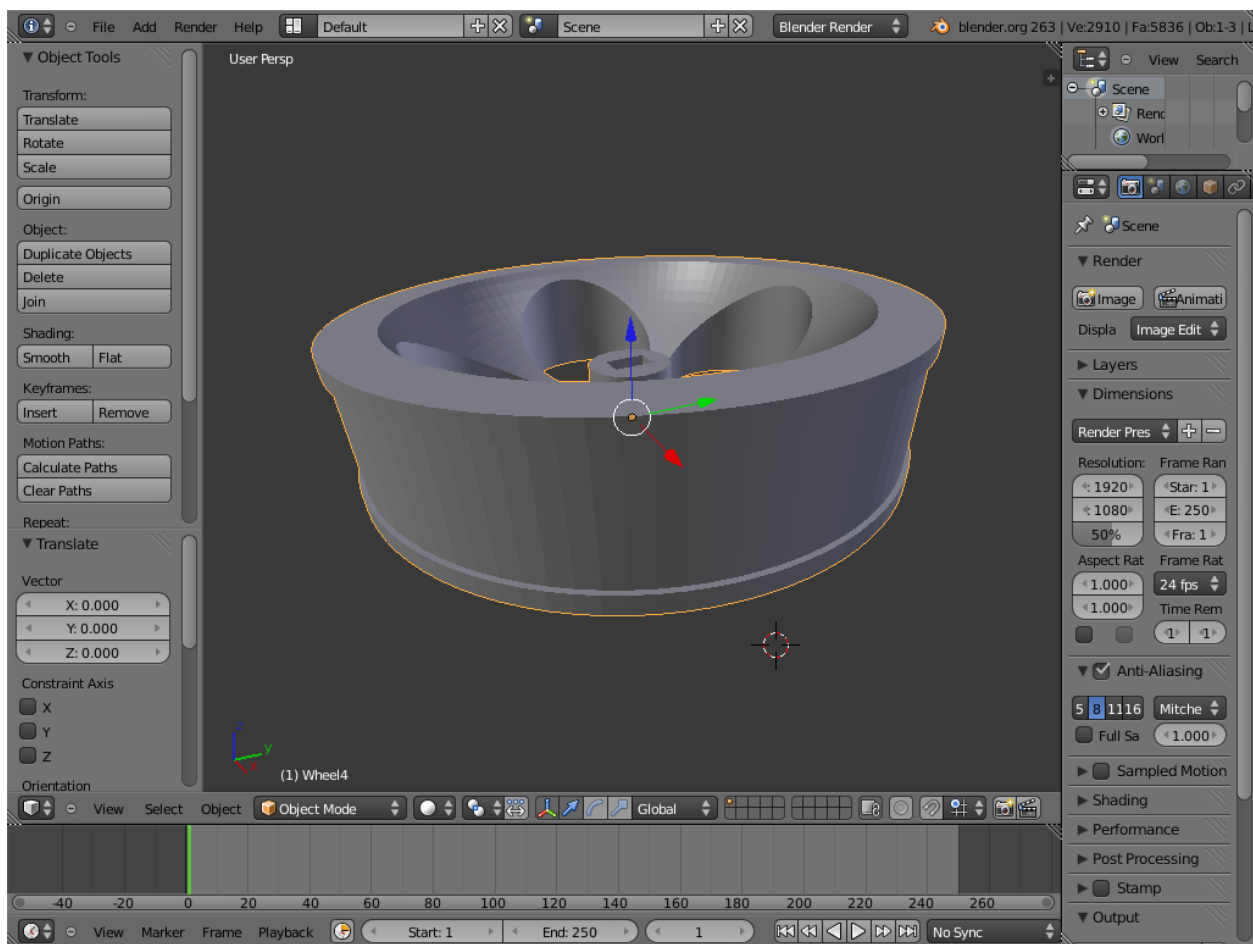 File Add Render Help Default Scene Blender Render blender.org 263 | Ve:2910 | Fa:5836 | Ob:1-3 | L
Object Tools
Transform:
Translate
Rotate
Scale
Origin
Object:
Duplicate Objects
Delete
Join
Shading:
Smooth Flat
Keyframes:
Insert Remove
Motion Paths:
Calculate Paths
Clear Paths
Repeat:
Translate
Vector
X: 0.000
Y: 0.000
Z: 0.000
Constraint Axis
X
Y
Z
Orientation
User Persp
z
y
x
(1) Wheel4
View Select Object Object Mode Global
View Search
Scene
Renc
Worl
Scene
Render
Image Animati
Displa Image Edit
Layers
Dimensions
Render Pres
Resolution: Frame Ran
: 1920 Star: 1
: 1080 E: 250
50% Fra: 1
Aspect Rat Frame Rat
1.000 24 fps
1.000 Time Rem
1 1
Anti-Aliasing
5 8 11 16 Mitche
Full Sa 1.000
Sampled Motion
Shading
Performance
Post Processing
Stamp
Output
-40 -20 0 20 40 60 80 100 120 140 160 180 200 220 240 260
View Marker Frame Playback Start: 1 End: 250 1 No Sync